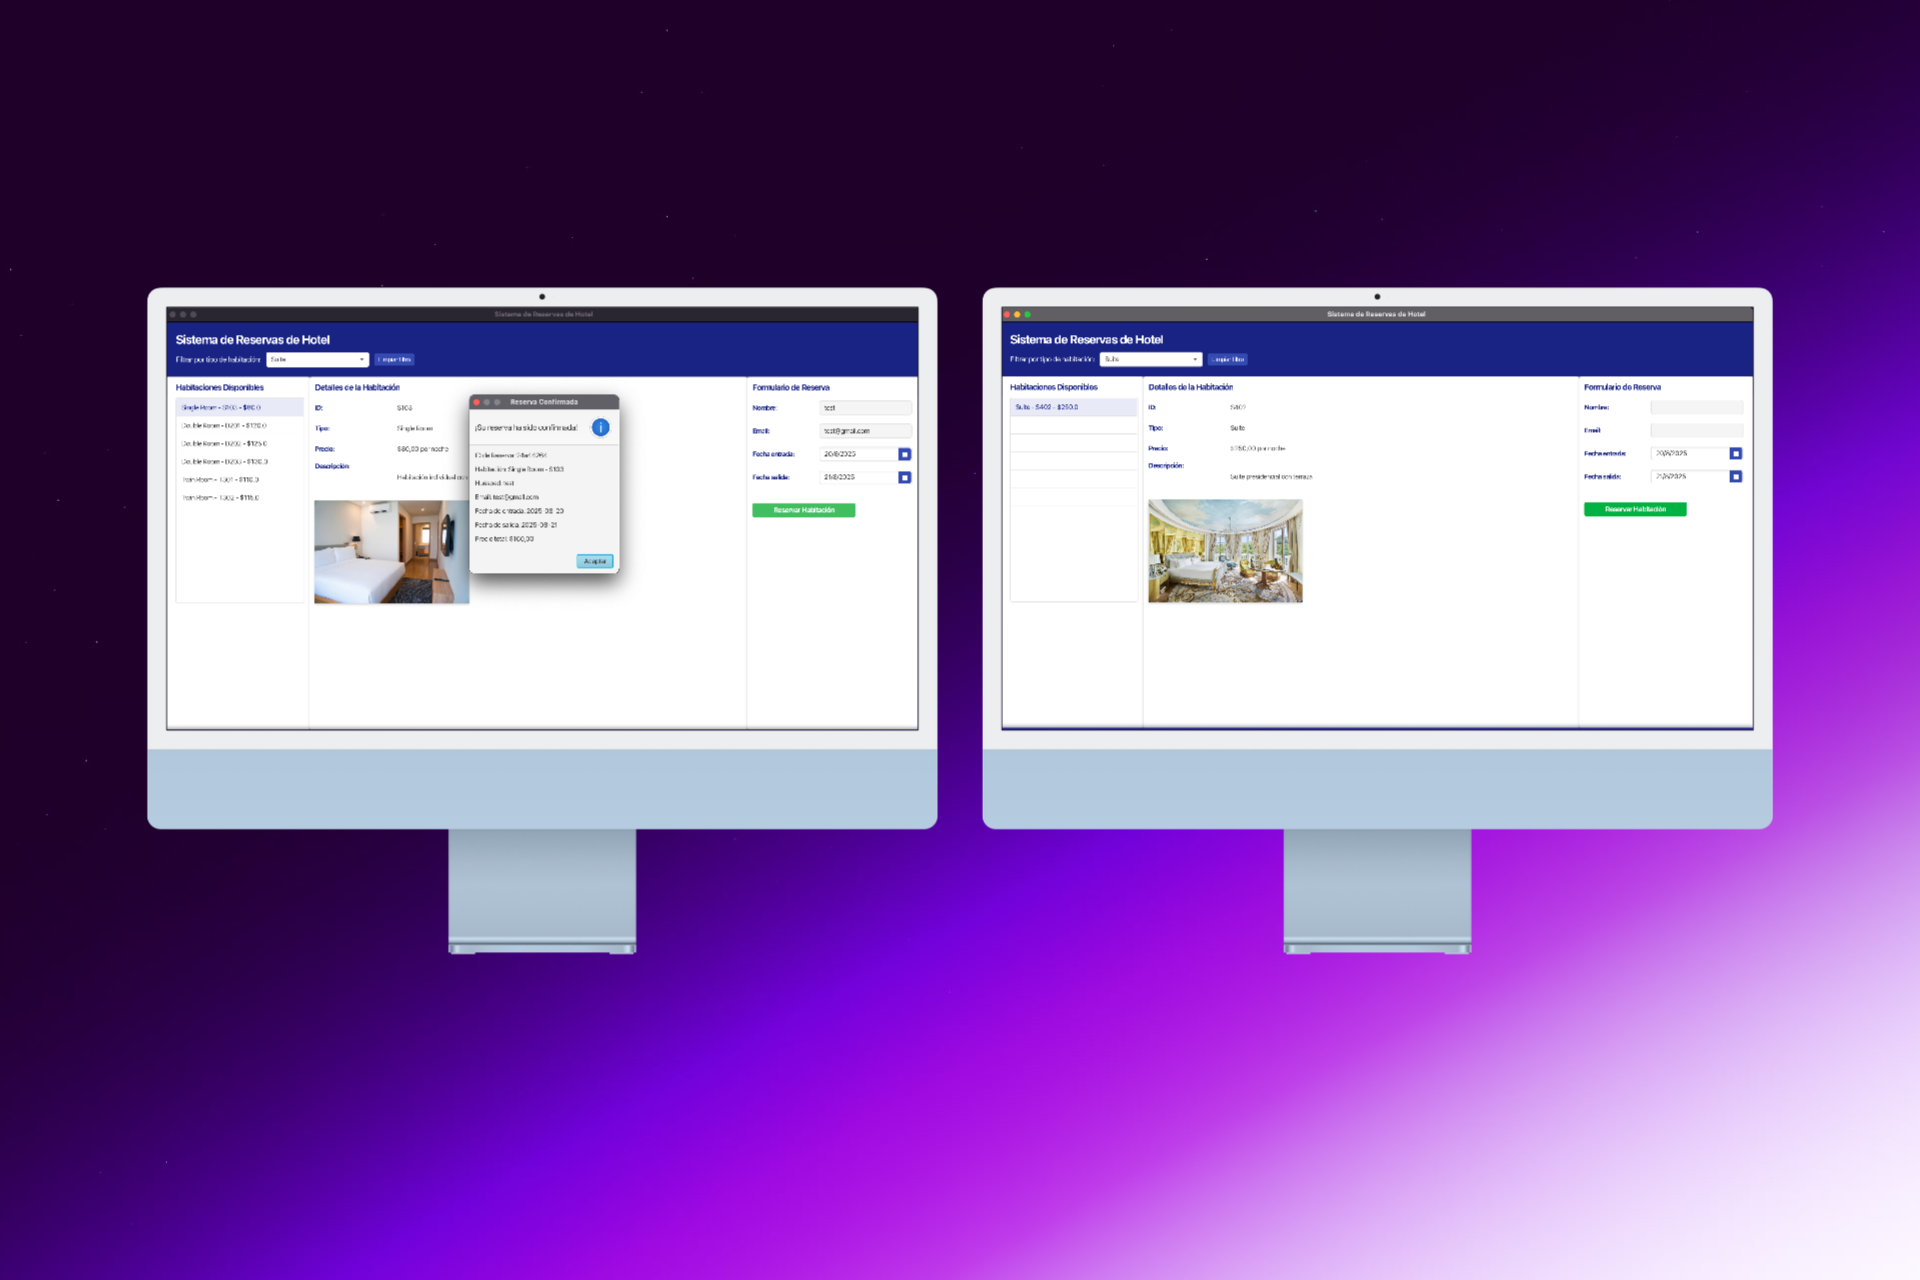 Sistema de Reservas de Hotel
Sistema de Reservas de Hotel
Filtrar por tipo de habitación:
Suite
Limpiar filtro
Habitaciones Disponibles
Single Room - S103 - $80.0
Double Room - D201 - $120.0
Double Room - D202 - $125.0
Double Room - D203 - $130.0
Twin Room - T301 - $110.0
Twin Room - T302 - $115.0
Detalles de la Habitación
ID:
S103
Tipo:
Single Room
Precio:
$80,00 por noche
Descripción:
Habitación individual con
Reserva Confirmada
¡Su reserva ha sido confirmada!
ID de Reserva:
Habitación: Single Room - S103
Huésped: test
Email: test@gmail.com
Fecha de entrada: 2025-08-20
Fecha de salida: 2025-08-21
Precio total:
Aceptar
Formulario de Reserva
Nombre:
test
Email:
test@gmail.com
Fecha entrada:
20/8/2025
Fecha salida:
21/8/2025
Reservar Habitación
Sistema de Reservas de Hotel
Sistema de Reservas de Hotel
Filtrar por tipo de habitación:
Suite
Limpiar filtro
Habitaciones Disponibles
Suite - S402 - $250.0
Detalles de la Habitación
ID:
S402
Tipo:
Suite
Precio:
$250,00 por noche
Descripción:
Suite presidencial con terraza
Formulario de Reserva
Nombre:
Email:
Fecha entrada:
20/8/2025
Fecha salida:
21/8/2025
Reservar Habitación